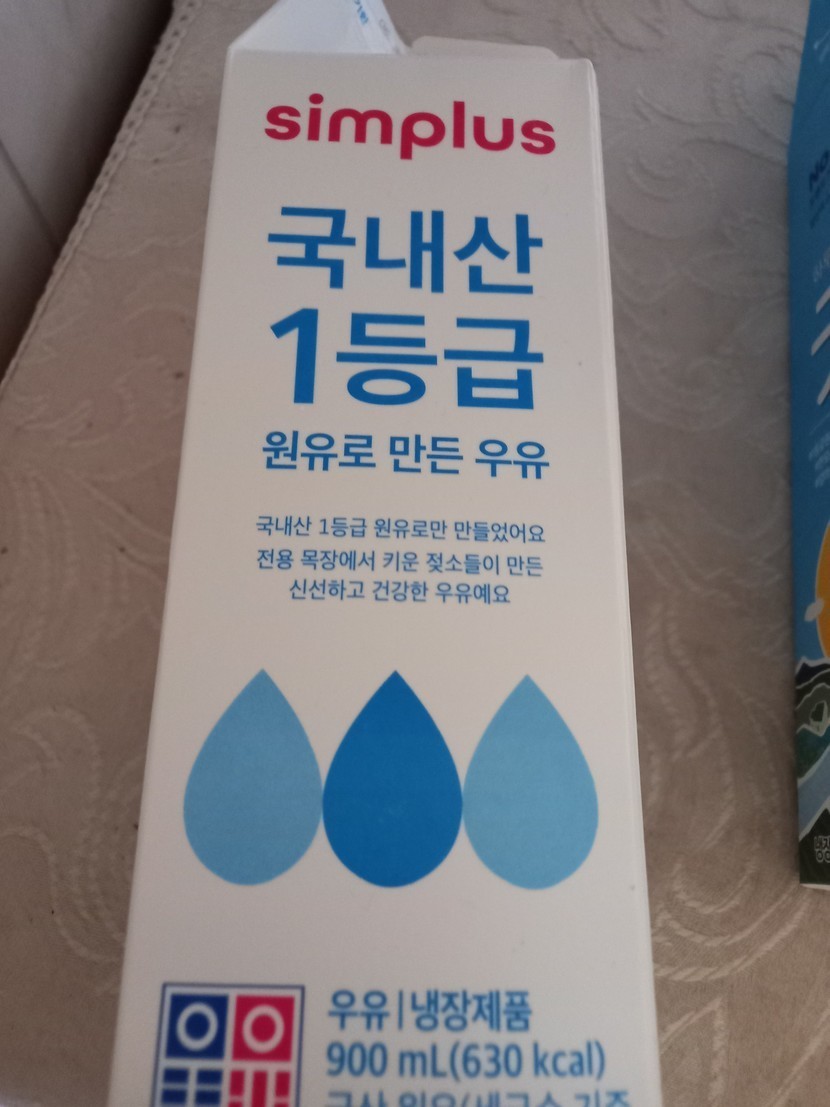 simplus
국내산
1등급
원유로 만든 우유
국내산 1등급 원유로만 만들었어요
전용 목장에서 키운 젖소들이 만든
신선하고 건강한 우유예요
우유|냉장제품
900 mL(630 kcal)
NO